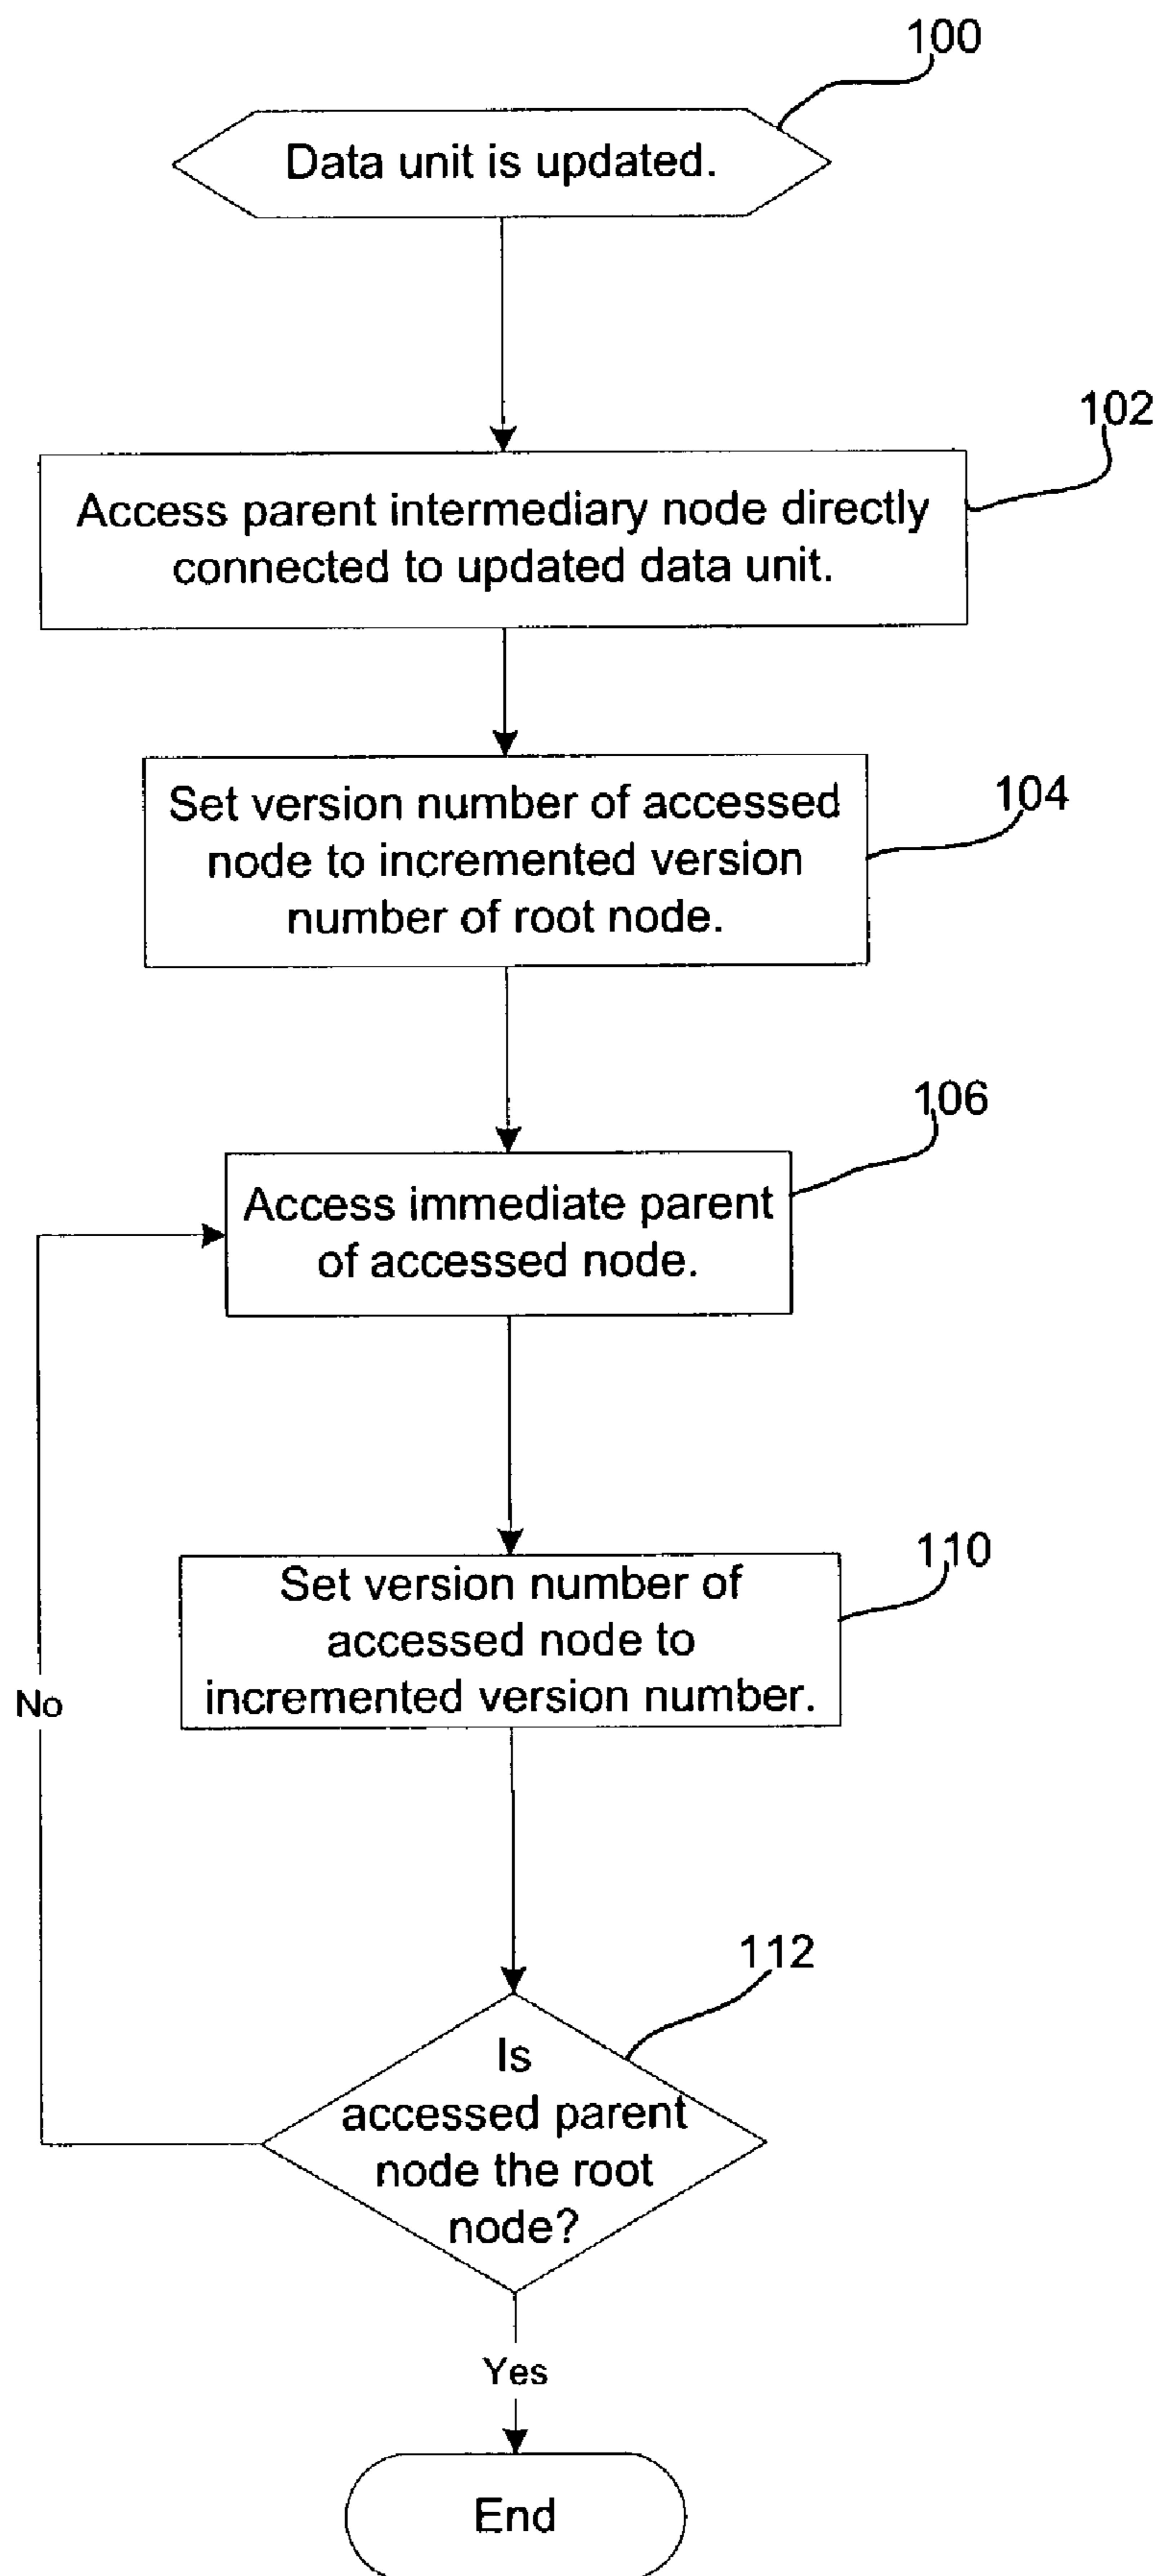 100
Data unit is updated.
102
Access parent intermediary node directly
connected to updated data unit.
104
Set version number of accessed
node to incremented version
number of root node.
106
Access immediate parent
of accessed node.
110
Set version number of
accessed node to
incremented version number.
No
112
Is
accessed parent
node the root
node?
Yes
End